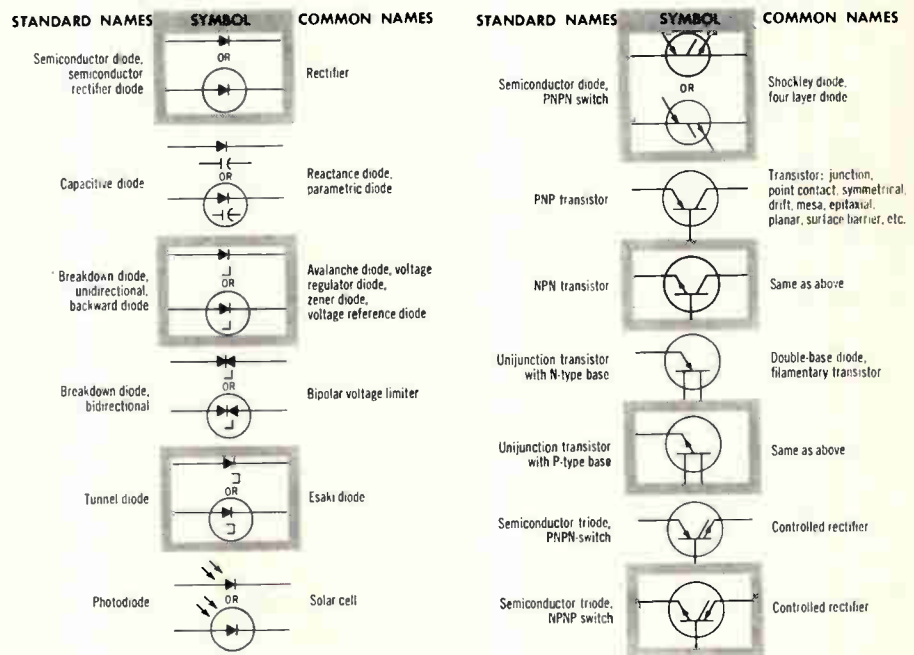 STANDARD NAMES SYMBOL COMMON NAMES
Semiconductor diode,
semiconductor
rectifier diode
OR
Rectifier
Capacitive diode
OR
Reactance diode,
parametric diode
Breakdown diode,
unidirectional,
backward diode
OR
Avalanche diode, voltage
regulator diode,
zener diode,
voltage reference diode
Breakdown diode,
bidirectional
OR
Bipolar voltage limiter
Tunnel diode
OR
Esaki diode
Photodiode
OR
Solar cell
STANDARD NAMES SYMBOL COMMON NAMES
Semiconductor diode,
PNPN switch
OR
Shockley diode,
four layer diode
PNP transistor
Transistor: junction,
point contact, symmetrical,
drift, mesa, epitaxial,
planar, surface barrier, etc.
NPN transistor
Same as above
Unijunction transistor
with N-type base
Double-base diode,
filamentary transistor
Unijunction transistor
with P-type base
Same as above
Semiconductor triode,
PNPN-switch
Controlled rectifier
Semiconductor triode,
NPNP switch
Controlled rectifier